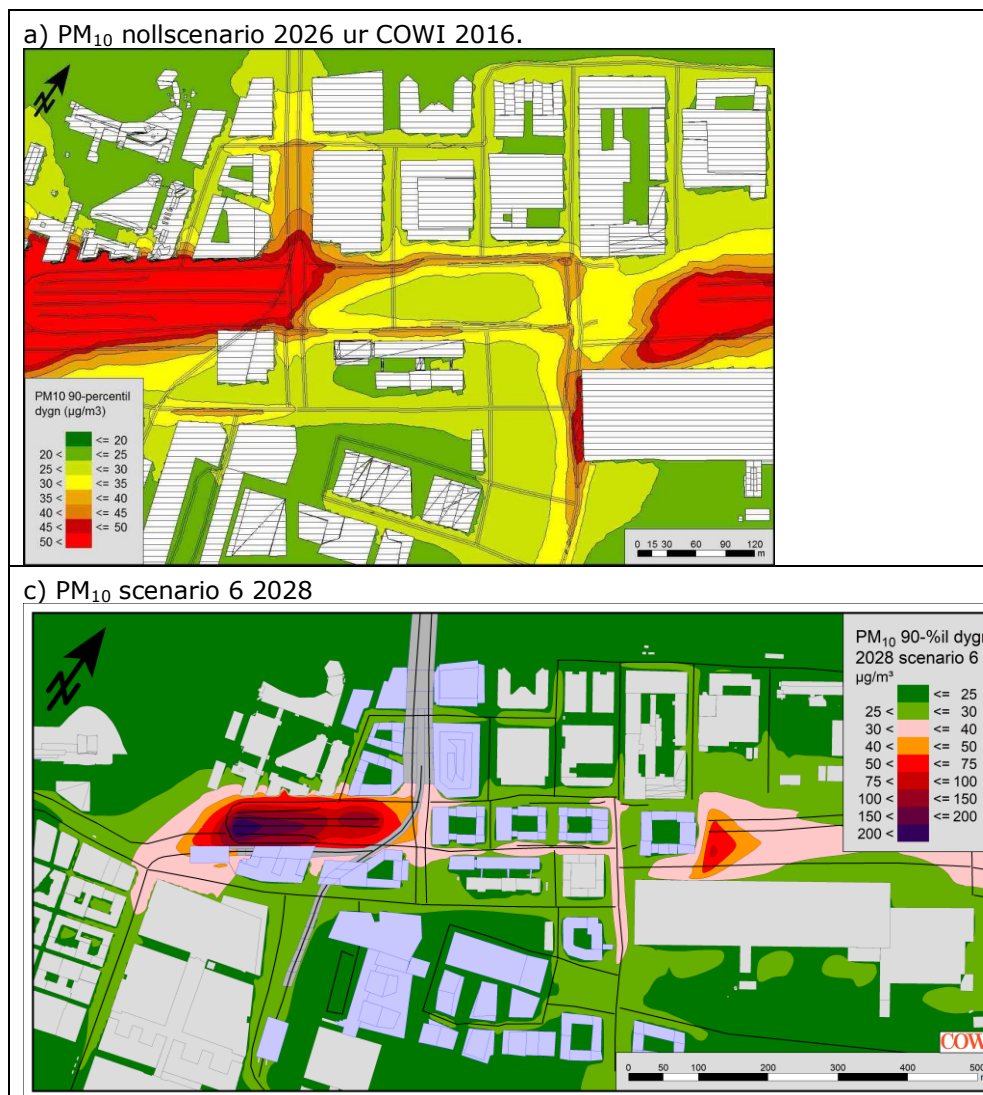 a) PM₁₀ nollscenario 2026 ur COWI 2016.
N
PM10 90-percentil
dygn (µg/m3)
<= 20
20 < <= 25
25 < <= 30
30 < <= 35
35 < <= 40
40 < <= 45
45 < <= 50
50 <
0 15 30 60 90 120
m
c) PM₁₀ scenario 6 2028
N
PM₁₀ 90-%il dygn
2028 scenario 6
µg/m³
<= 25
25 < <= 30
30 < <= 40
40 < <= 50
50 < <= 75
75 < <= 100
100 < <= 150
150 < <= 200
200 <
COW
0 50 100 200 300 400 500